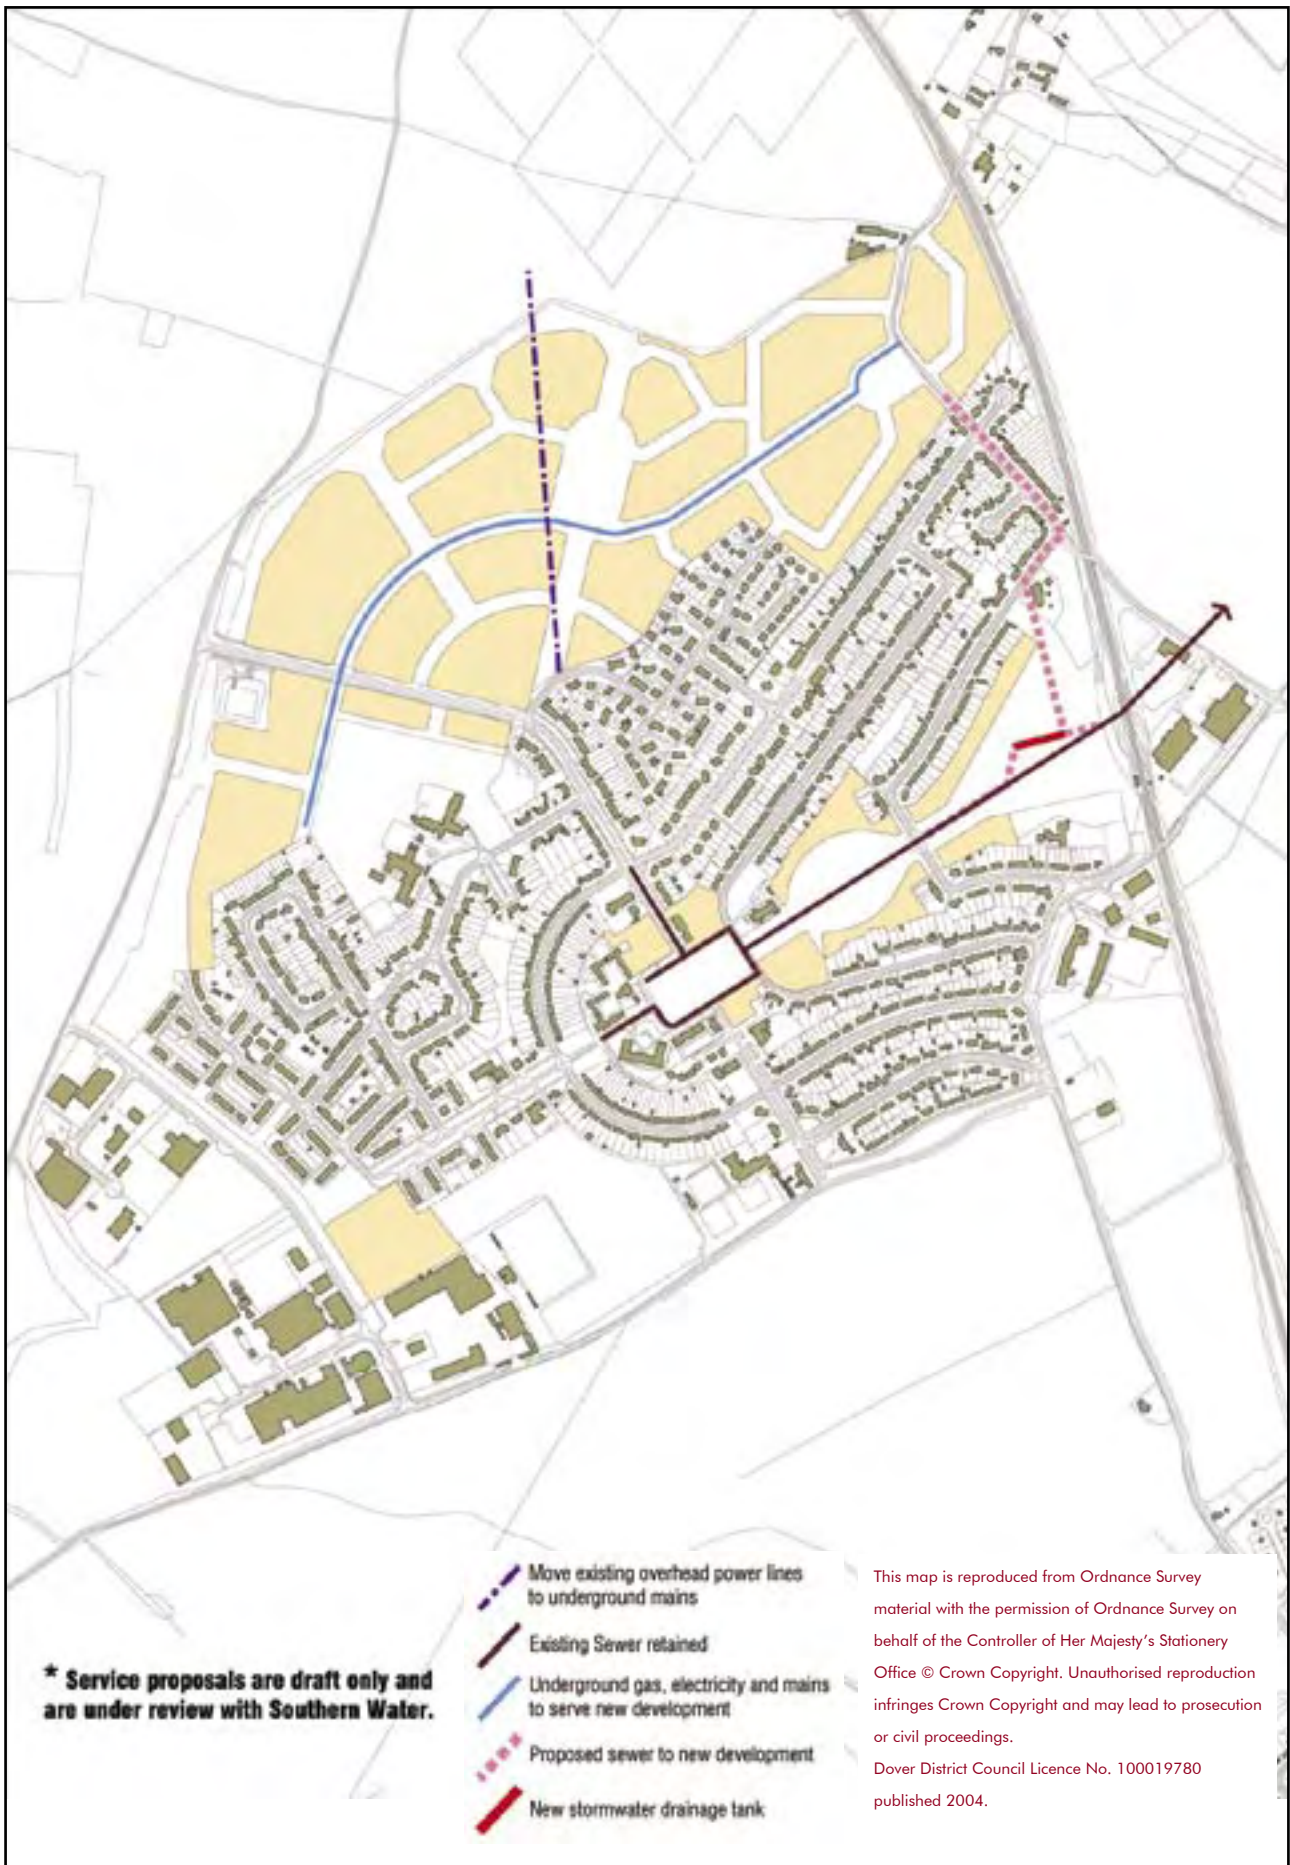 Move existing overhead power lines
to underground mains
Existing Sewer retained
Underground gas, electricity and mains
to serve new development
Proposed sewer to new development
New stormwater drainage tank
* Service proposals are draft only and
are under review with Southern Water.
This map is reproduced from Ordnance Survey
material with the permission of Ordnance Survey on
behalf of the Controller of Her Majesty's Stationery
Office © Crown Copyright. Unauthorised reproduction
infringes Crown Copyright and may lead to prosecution
or civil proceedings.
Dover District Council Licence No. 100019780
published 2004.